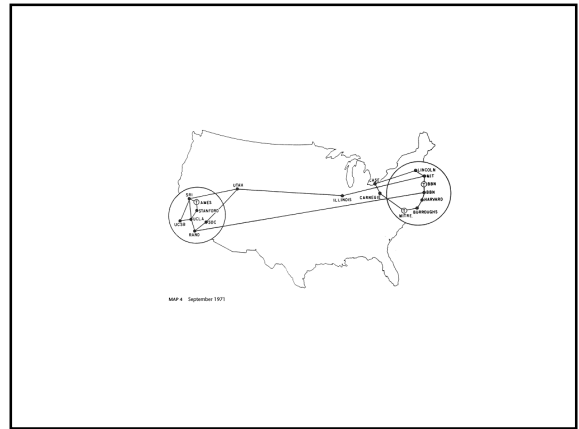 LINCOLN
CASE
MIT
SRI
UTAH
T
BBN
T
AMES
ILLINOIS
CARNEGIE
BBN
HARVARD
STANFORD
T
BURROUGHS
UCSB
UCLA
SDC
MITRE
RAND
MAP 4 September 1971